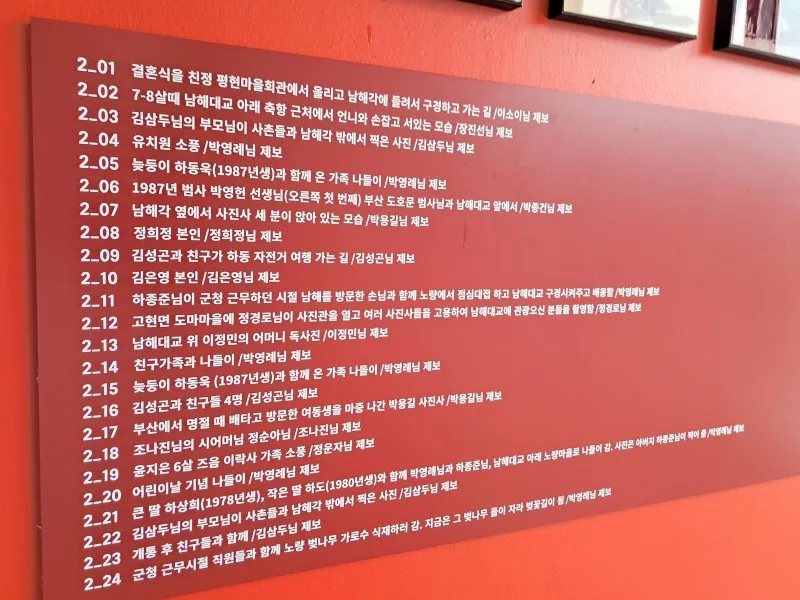 2_01 결혼식을 친정 평현마을회관에서 올리고 남해각에 들려서 구경하고 가는 길 /이소이님 제보
2_02 7-8살때 남해대교 아래 축항 근처에서 언니와 손잡고 서있는 모습 /장진선님 제보
2_03 김삼두님의 부모님이 사촌들과 남해각 밖에서 찍은 사진 /김삼두님 제보
2_04 유치원 소풍 /박영례님 제보
2_05 늦둥이 하동욱(1987년생)과 함께 온 가족 나들이 /박영례님 제보
2_06 1987년 범사 박영헌 선생님(오른쪽 첫 번째) 부산 도호문 범사님과 남해대교 앞에서 /박종건님 제보
2_07 남해각 옆에서 사진사 세 분이 앉아 있는 모습 /박용길님 제보
2_08 정희정 본인 /정희정님 제보
2_09 김성곤과 친구가 하동 자전거 여행 가는 길 /김성곤님 제보
2_10 김은영 본인 /김은영님 제보
2_11 하종준님이 군청 근무하던 시절 남해를 방문한 손님과 함께 노량에서 점심대접 하고 남해대교 구경시켜주고 배웅함 /박영례님 제보
2_12 고현면 도마마을에 정경로님이 사진관을 열고 여러 사진사들을 고용하여 남해대교에 관광오신 분들을 촬영함 /정경로님 제보
2_13 남해대교 위 이정민의 어머니 독사진 /이정민님 제보
2_14 친구가족과 나들이 /박영례님 제보
2_15 늦둥이 하동욱 (1987년생)과 함께 온 가족 나들이 /박영례님 제보
2_16 김성곤과 친구들 4명 /김성곤님 제보
2_17 부산에서 명절 때 배타고 방문한 여동생을 마중 나간 박용길 사진사 /박용길님 제보
2_18 조나진님의 시어머님 정순아님 /조나진님 제보
2_19 윤지은 6살 즈음 이락사 가족 소풍 /정운자님 제보
2_20 어린이날 기념 나들이 /박영례님 제보
2_21 큰 딸 하상희(1978년생), 작은 딸 하도(1980년생)와 함께 박영례님과 하종준님, 남해대교 아래 노량마을로 나들이 감. 사진은 아버지 하종준님이 찍어 줌 /박영례님 제보
2_22 김삼두님의 부모님이 사촌들과 남해각 밖에서 찍은 사진 /김삼두님 제보
2_23 개통 후 친구들과 함께 /김삼두님 제보
2_24 군청 근무시절 직원들과 함께 노량 벚나무 가로수 식재하러 감. 지금은 그 벚나무 들이 자라 벚꽃길이 됨 /박영례님 제보